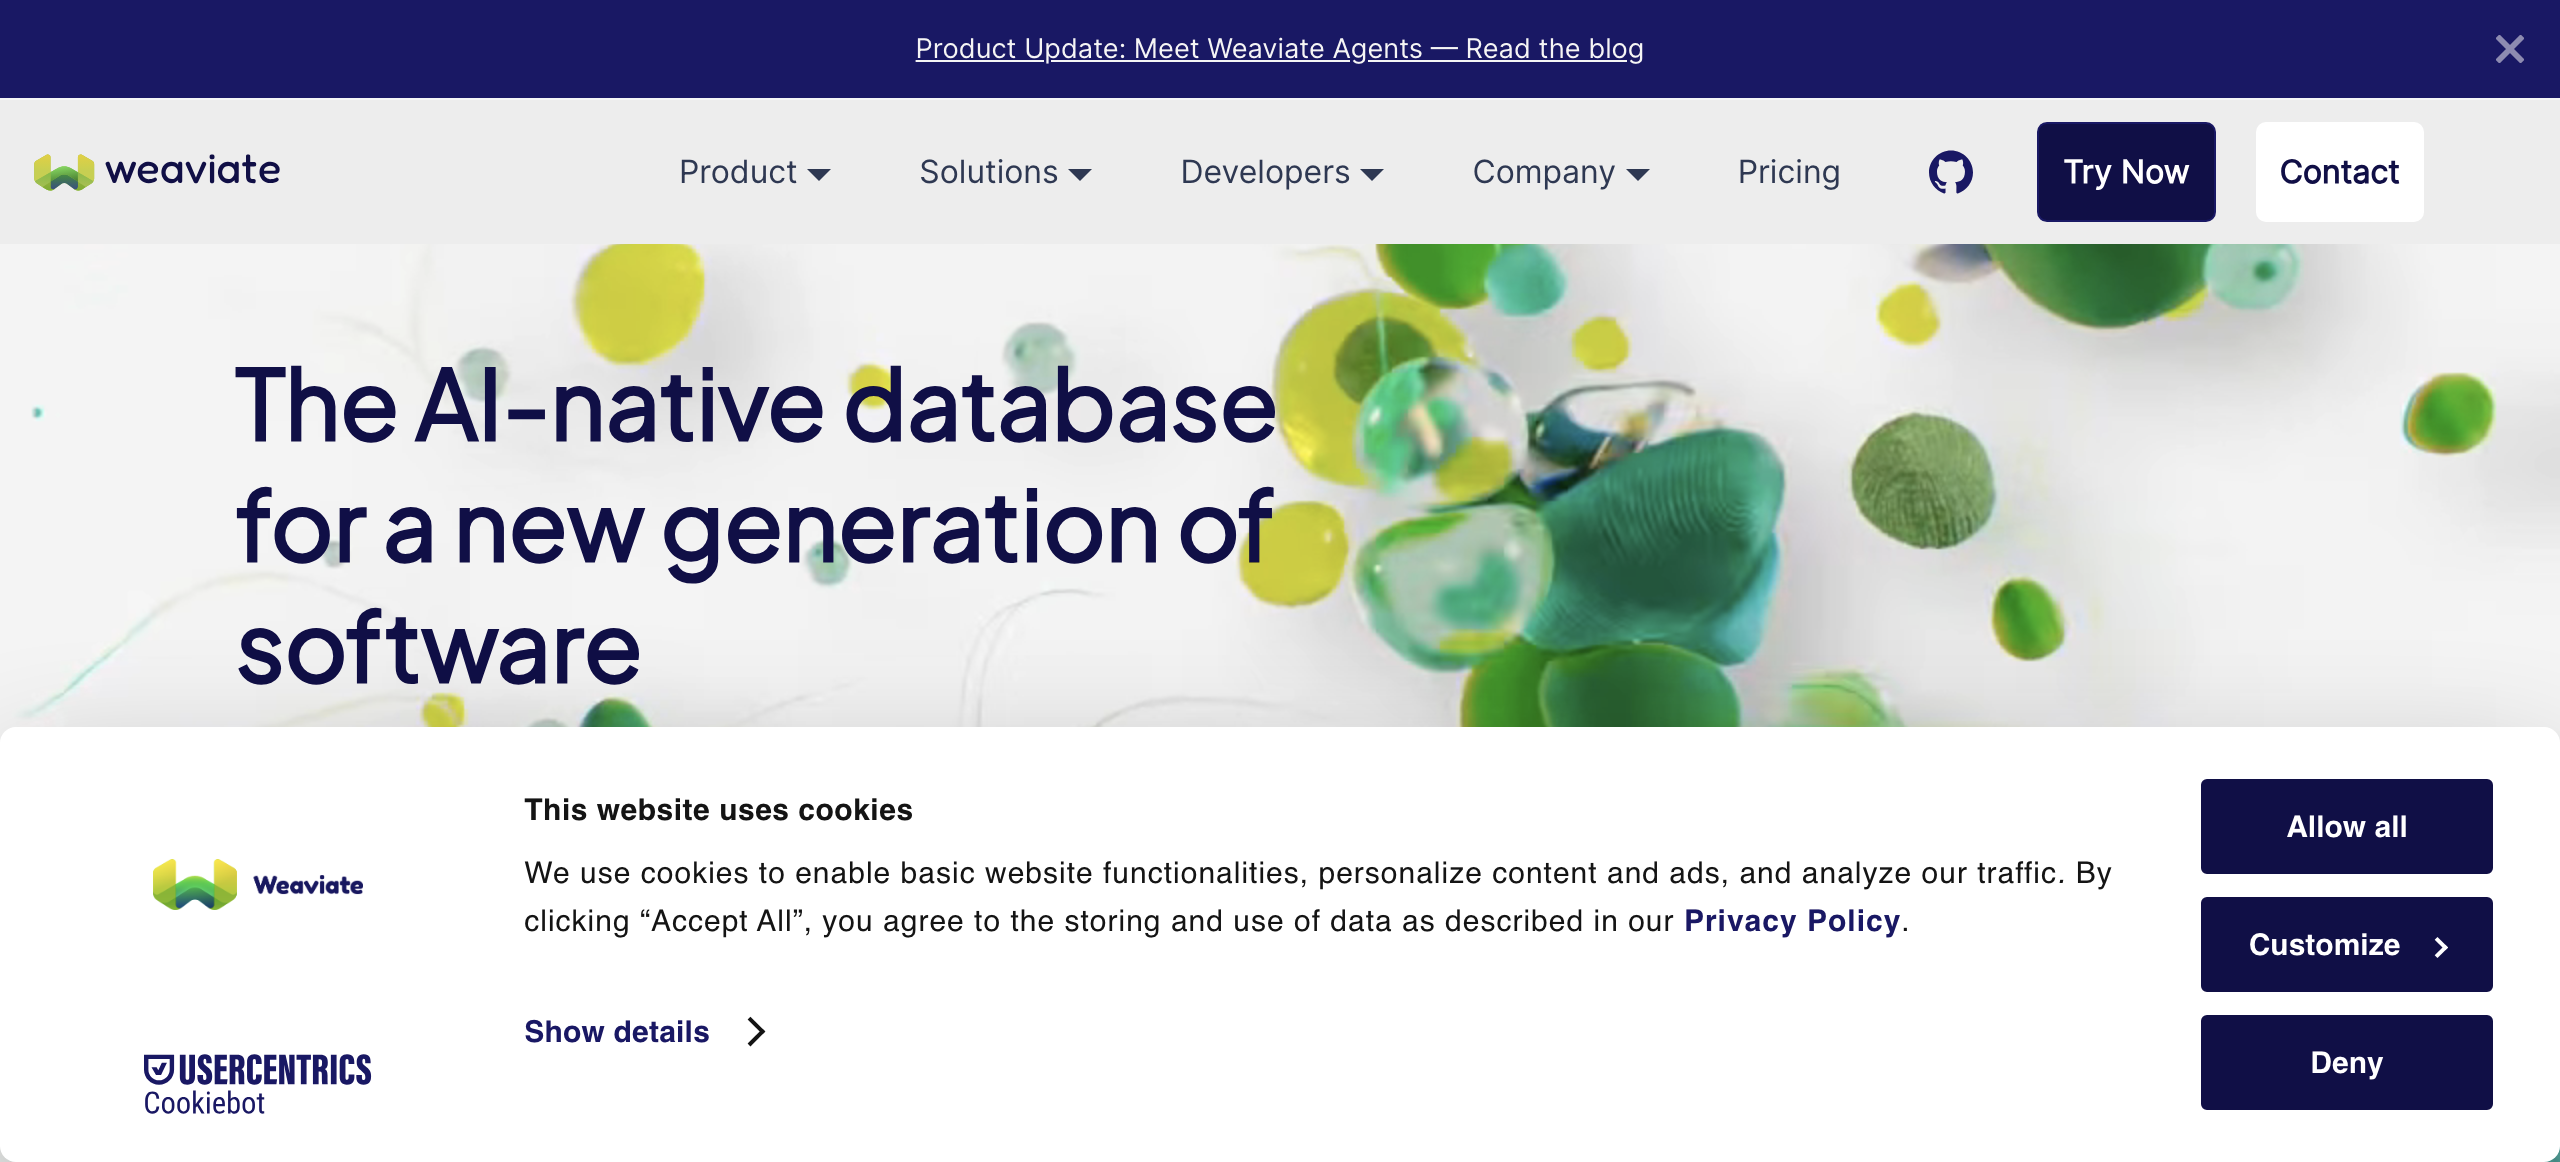 Product Update: Meet Weaviate Agents — Read the blog
weaviate
Product
Solutions
Developers
Company
Pricing
Try Now
Contact
The AI-native database
for a new generation of
software
Weaviate
USERCENTRICS
Cookiebot
This website uses cookies
We use cookies to enable basic website functionalities, personalize content and ads, and analyze our traffic. By
clicking “Accept All”, you agree to the storing and use of data as described in our Privacy Policy.
Show details
Allow all
Customize
Deny